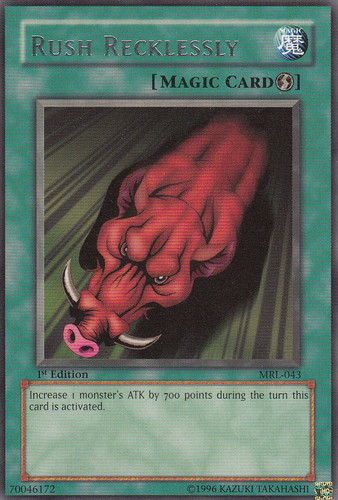 RUSH RECKLESSLY
MAGIC
魔
[MAGIC CARD]
1st Edition
MRL-043
Increase 1 monster's ATK by 700 points during the turn this
card is activated.
70046172
©1996 KAZUKI TAKAHASHI